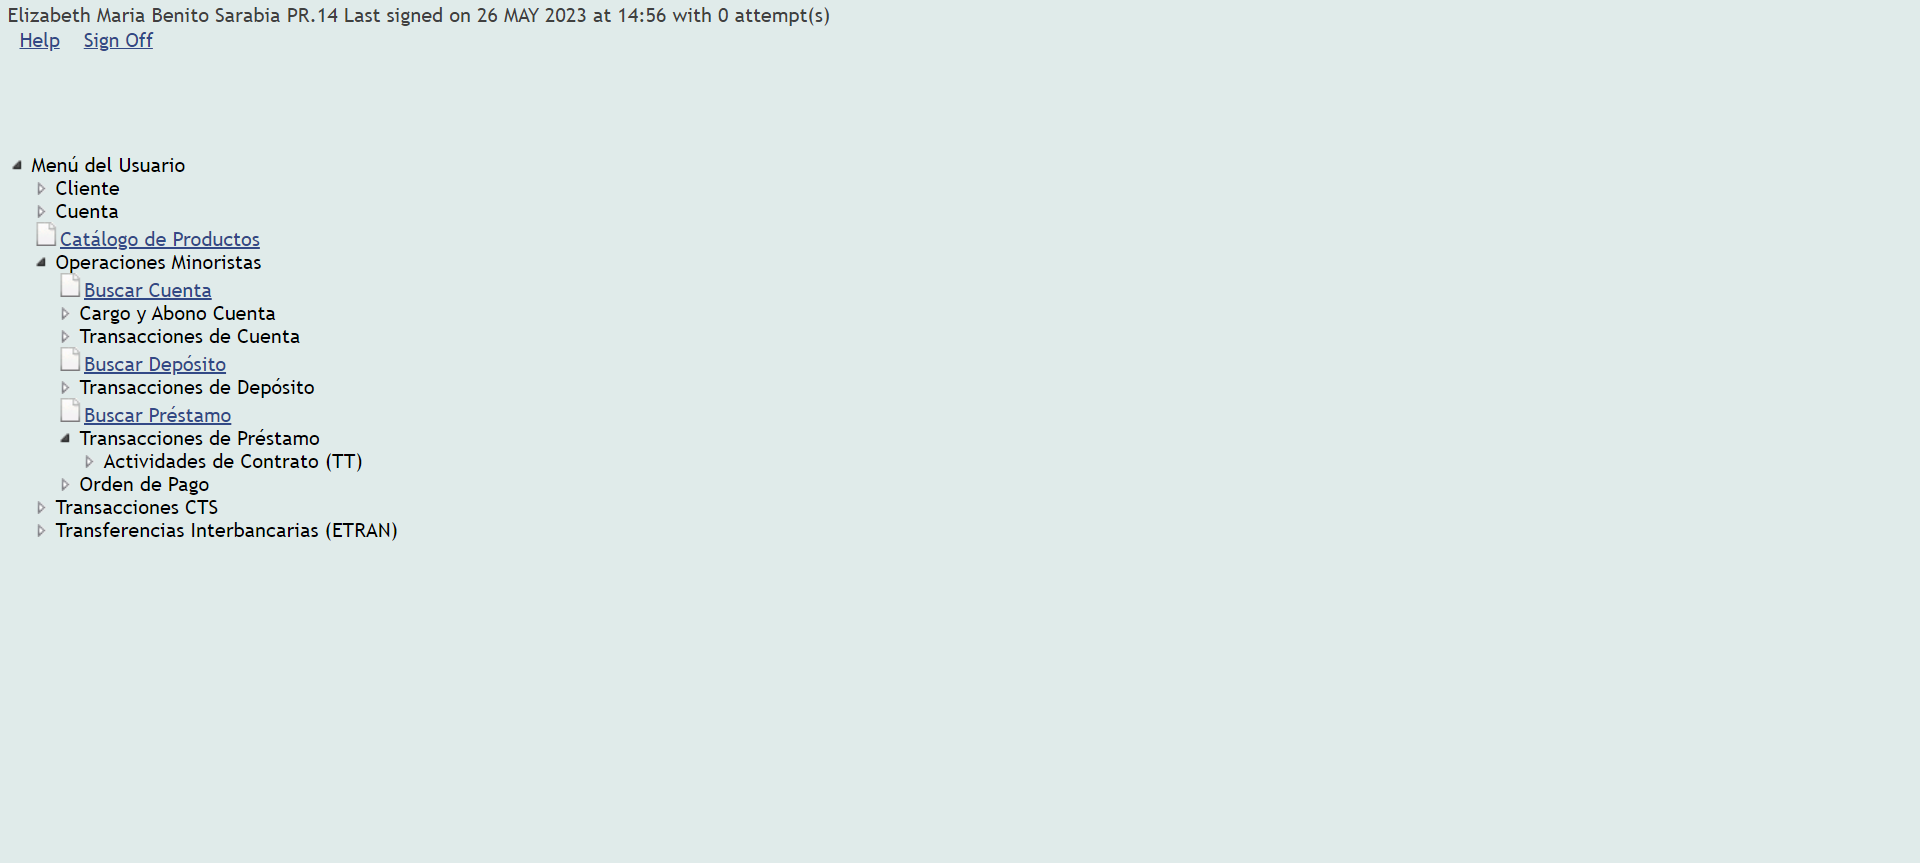 Elizabeth Maria Benito Sarabia PR.14 Last signed on 26 MAY 2023 at 14:56 with 0 attempt(s)
Help Sign Off
Menú del Usuario
Cliente
Cuenta
Catálogo de Productos
Operaciones Minoristas
Buscar Cuenta
Cargo y Abono Cuenta
Transacciones de Cuenta
Buscar Depósito
Transacciones de Depósito
Buscar Préstamo
Transacciones de Préstamo
Actividades de Contrato (TT)
Orden de Pago
Transacciones CTS
Transferencias Interbancarias (ETRAN)